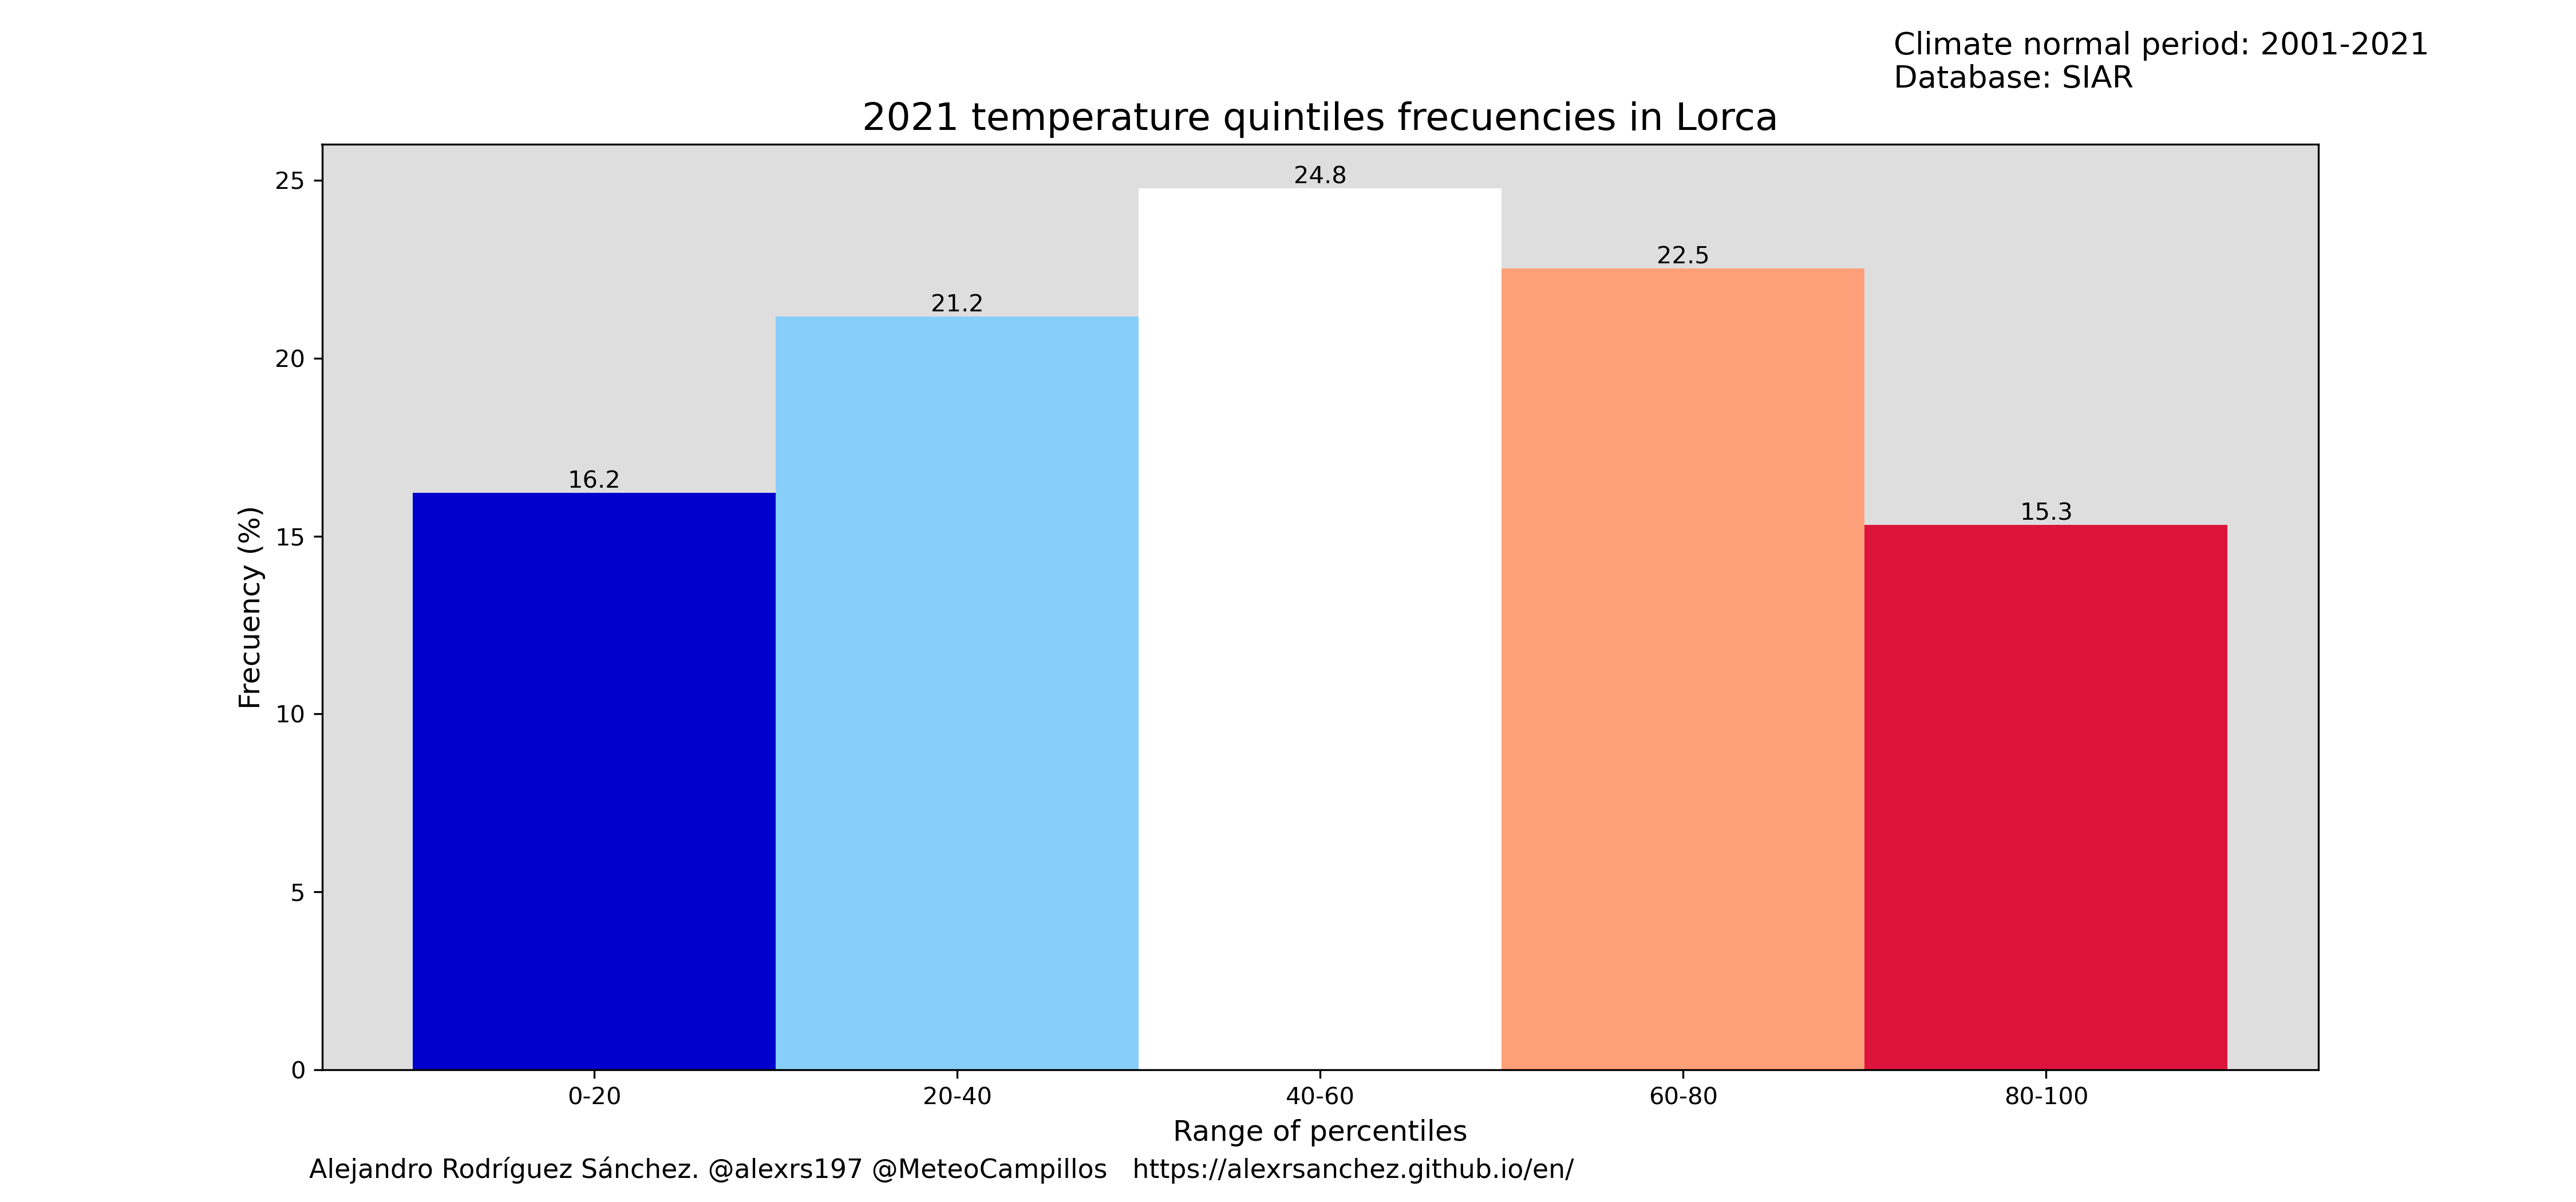 Climate normal period: 2001-2021
Database: SIAR
2021 temperature quintiles frecuencies in Lorca
24.8
22.5
21.2
16.2
15.3
25
20
15
10
5
0
Frecuency (%)
0-20
20-40
40-60
60-80
80-100
Range of percentiles
Alejandro Rodríguez Sánchez. @alexrs197 @MeteoCampillos   https://alexrsanchez.github.io/en/